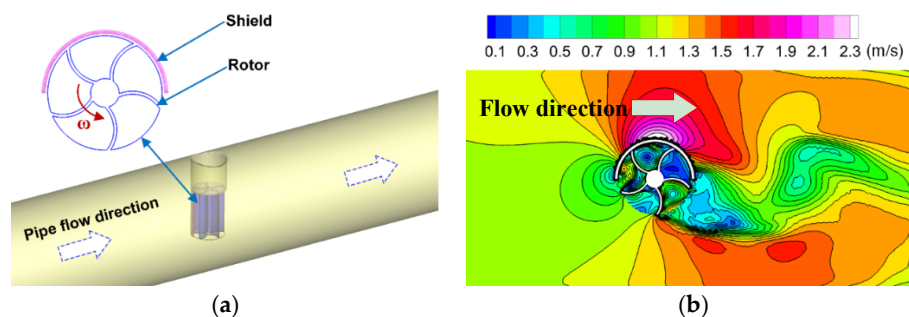 Shield
Rotor
ω
Pipe flow direction
(a)
0.1 0.3 0.5 0.7 0.9 1.1 1.3 1.5 1.7 1.9 2.1 2.3 (m/s)
Flow direction
(b)